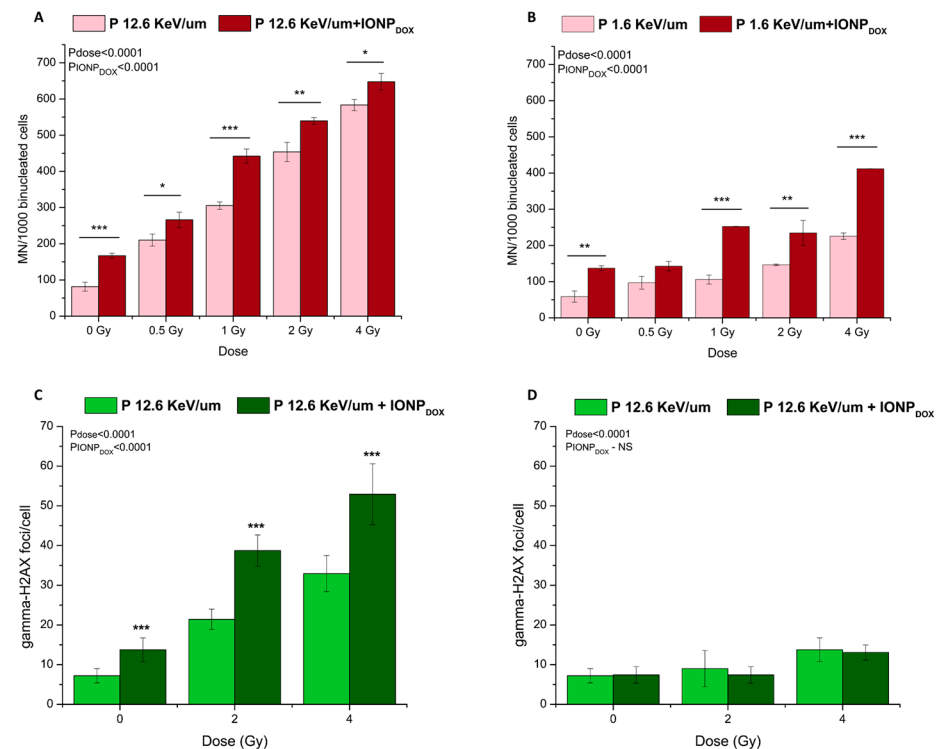 A
P 12.6 KeV/um P 12.6 KeV/um+IONPDOX
Pdose<0.0001
PIONPDOX<0.0001
MN/1000 binucleated cells
700
600
500
400
300
200
100
0
***
*
***
**
*
0 Gy 0.5 Gy 1 Gy 2 Gy 4 Gy
Dose
B
P 1.6 KeV/um P 1.6 KeV/um+IONPDOX
Pdose<0.0001
PIONPDOX<0.0001
MN/1000 binucleated cells
700
600
500
400
300
200
100
0
**
***
**
***
0 Gy 0.5 Gy 1 Gy 2 Gy 4 Gy
Dose
C
P 12.6 KeV/um P 12.6 KeV/um + IONPDOX
Pdose<0.0001
PIONPDOX<0.0001
gamma-H2AX foci/cell
70
60
50
40
30
20
10
0
***
***
***
0 2 4
Dose (Gy)
D
P 12.6 KeV/um P 12.6 KeV/um + IONPDOX
Pdose<0.0001
PIONPDOX - NS
gamma-H2AX foci/cell
70
60
50
40
30
20
10
0
0 2 4
Dose (Gy)